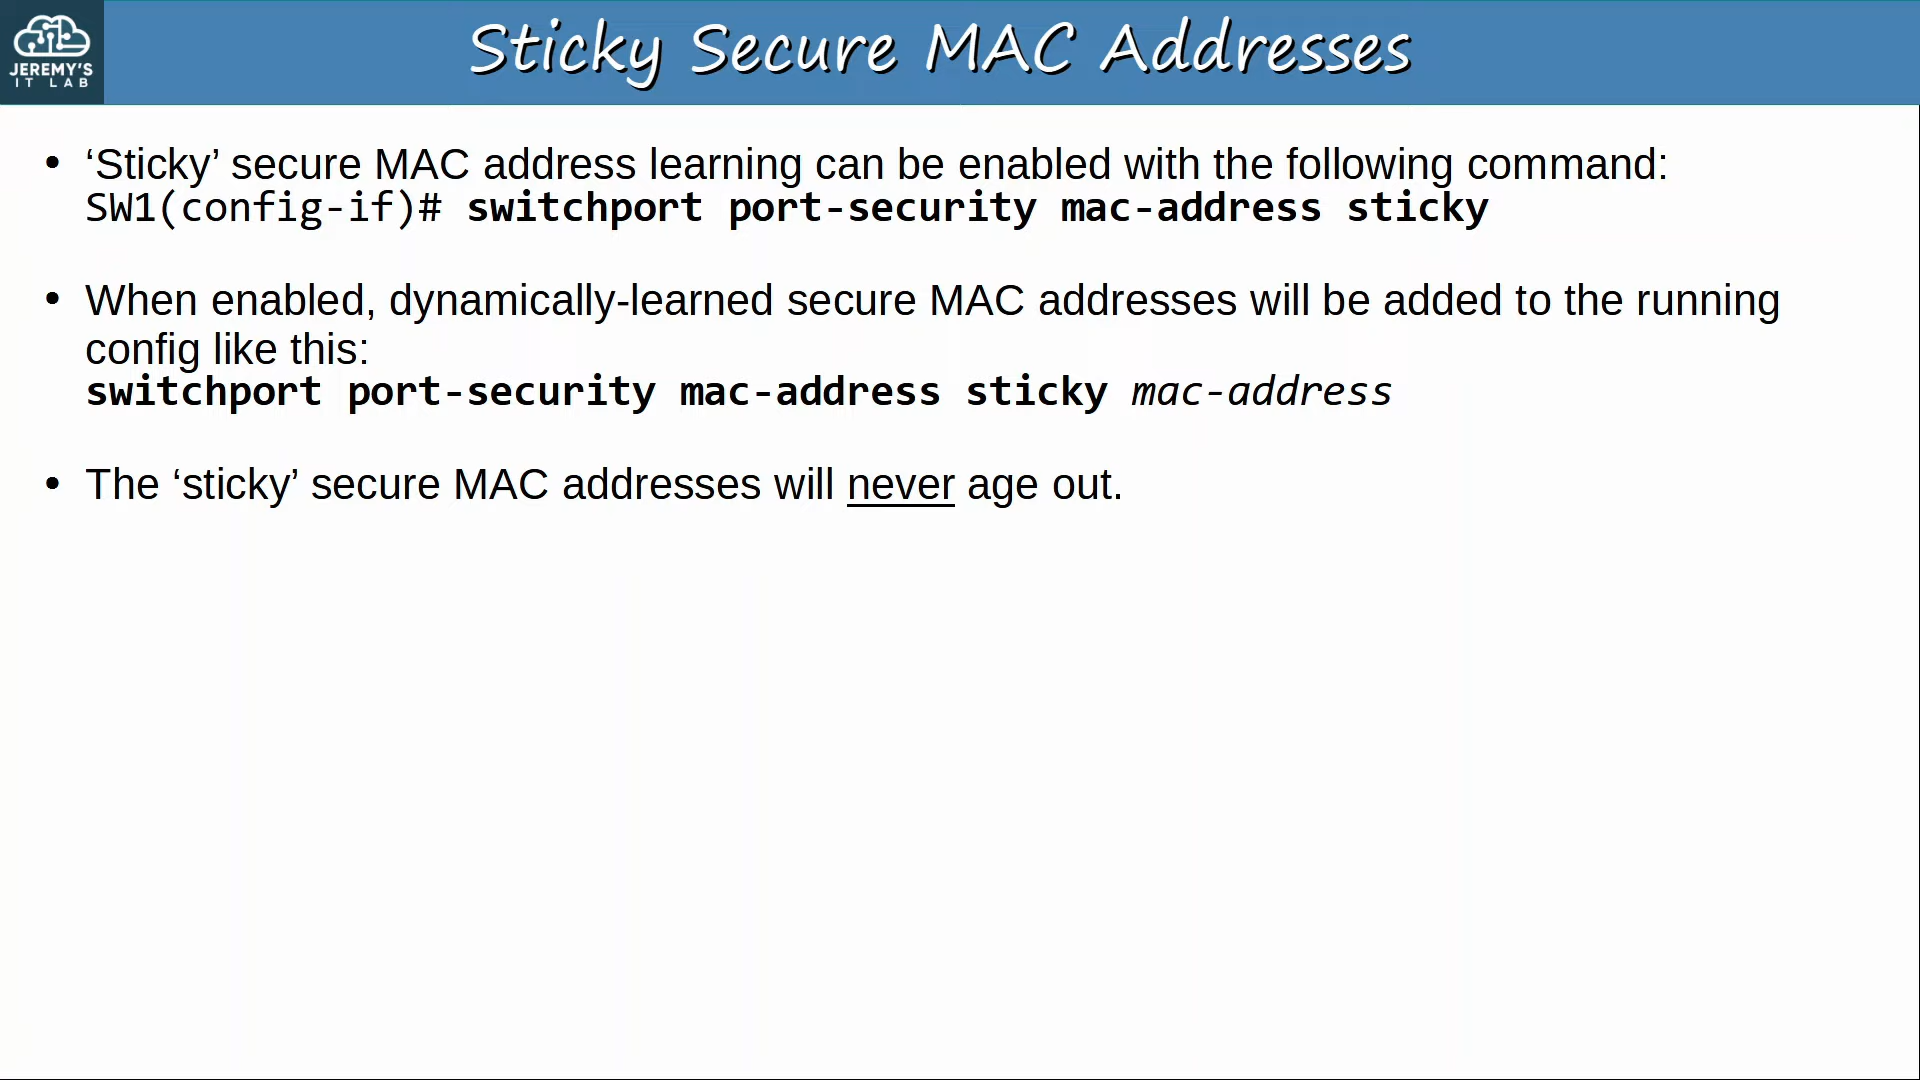 JEREMY'S
IT LAB
Sticky Secure MAC Addresses
• ‘Sticky’ secure MAC address learning can be enabled with the following command:
SW1(config-if)# switchport port-security mac-address sticky
• When enabled, dynamically-learned secure MAC addresses will be added to the running
config like this:
switchport port-security mac-address sticky mac-address
• The ‘sticky’ secure MAC addresses will never age out.